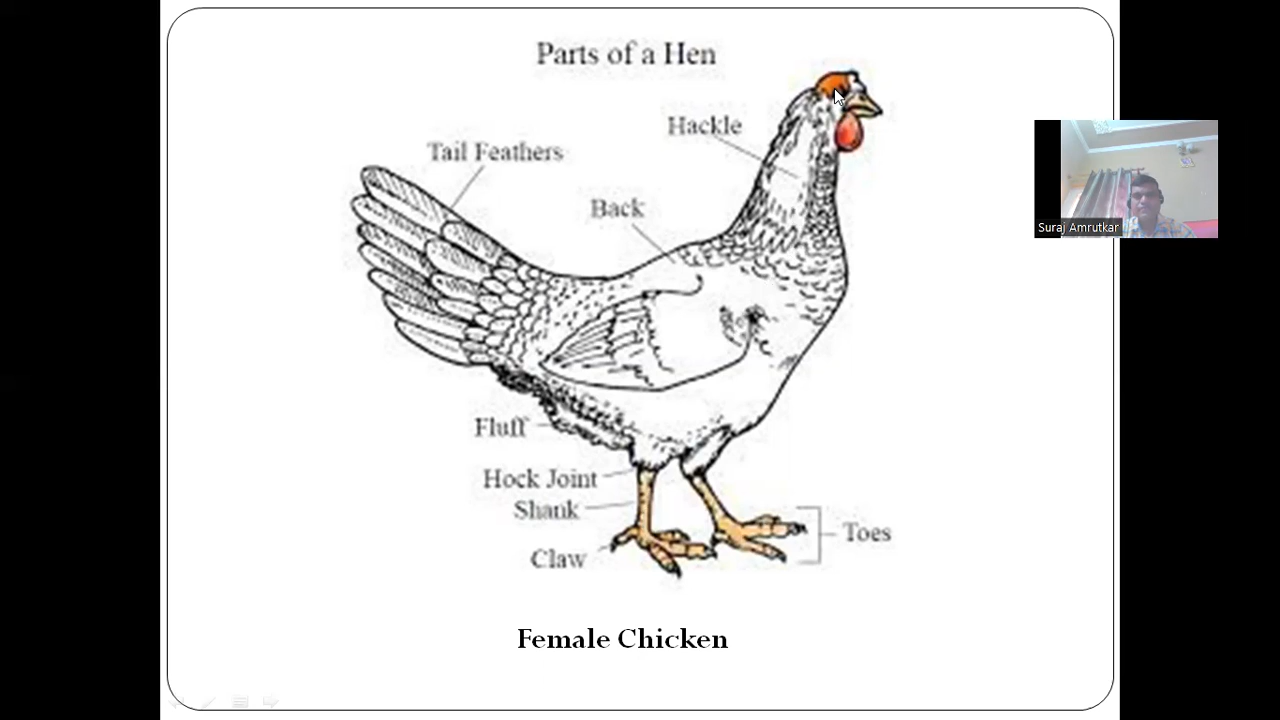 Parts of a Hen
Hackle
Tail Feathers
Back
Suraj Amrutkar
Fluff
Hock Joint
Shank
Claw
Toes
Female Chicken